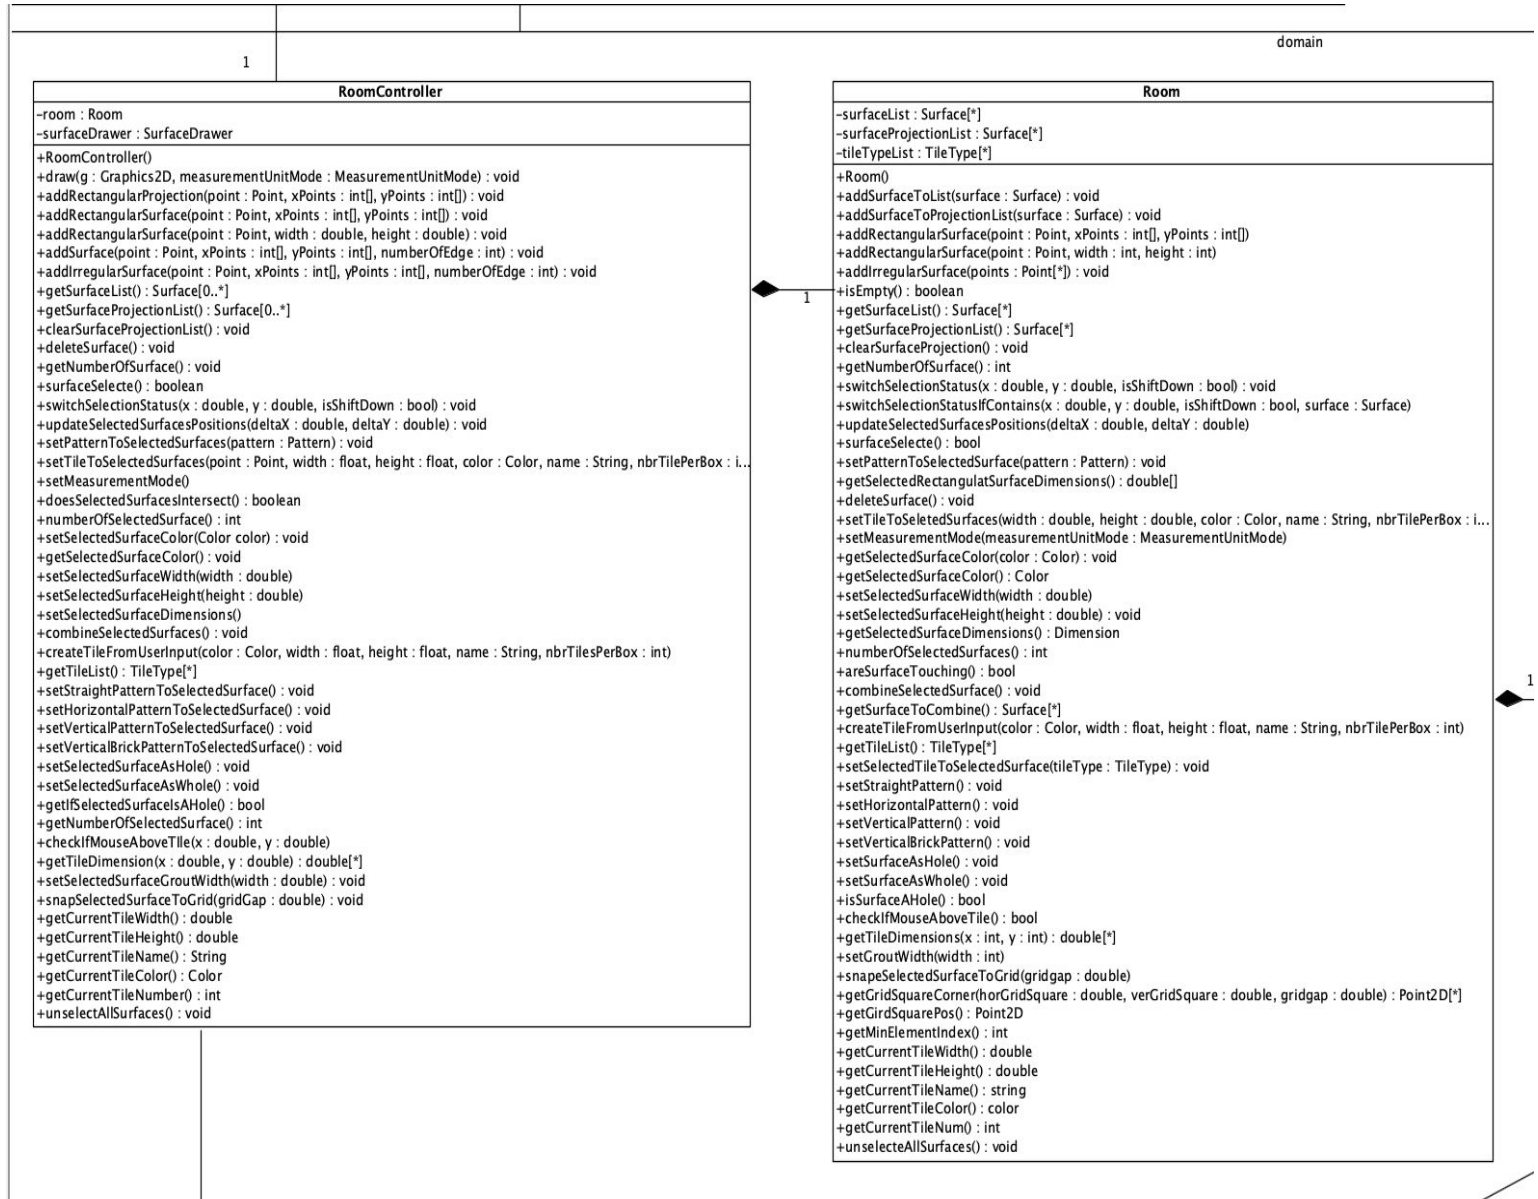 domain
1
RoomController
-room : Room
-surfaceDrawer : SurfaceDrawer
+RoomController()
+draw(g : Graphics2D, measurementUnitMode : MeasurementUnitMode) : void
+addRectangularProjection(point : Point, xPoints : int[], yPoints : int[]) : void
+addRectangularSurface(point : Point, xPoints : int[], yPoints : int[]) : void
+addRectangularSurface(point : Point, width : double, height : double) : void
+addSurface(point : Point, xPoints : int[], yPoints : int[], numberOfEdge : int) : void
+addIrregularSurface(point : Point, xPoints : int[], yPoints : int[], numberOfEdge : int) : void
+getSurfaceList() : Surface[0..*]
+getSurfaceProjectionList() : Surface[0..*]
+clearSurfaceProjectionList() : void
+deleteSurface() : void
+getNumberOfSurface() : void
+surfaceSelecte() : boolean
+switchSelectionStatus(x : double, y : double, isShiftDown : bool) : void
+updateSelectedSurfacesPositions(deltaX : double, deltaY : double) : void
+setPatternToSelectedSurfaces(pattern : Pattern) : void
+setTileToSelectedSurfaces(point : Point, width : float, height : float, color : Color, name : String, nbrTilePerBox : i...
+setMeasurementMode()
+doesSelectedSurfacesIntersect() : boolean
+numberOfSelectedSurface() : int
+setSelectedSurfaceColor(Color color) : void
+getSelectedSurfaceColor() : void
+setSelectedSurfaceWidth(width : double)
+setSelectedSurfaceHeight(height : double)
+setSelectedSurfaceDimensions()
+combineSelectedSurfaces() : void
+createTileFromUserInput(color : Color, width : float, height : float, name : String, nbrTilesPerBox : int)
+getTileList() : TileType[*]
+setStraightPatternToSelectedSurface() : void
+setHorizontalPatternToSelectedSurface() : void
+setVerticalPatternToSelectedSurface() : void
+setVerticalBrickPatternToSelectedSurface() : void
+setSelectedSurfaceAsHole() : void
+setSelectedSurfaceAsWhole() : void
+getIfSelectedSurfaceIsAHole() : bool
+getNumberOfSelectedSurface() : int
+checkIfMouseAboveTIle(x : double, y : double)
+getTileDimension(x : double, y : double) : double[*]
+setSelectedSurfaceGroutWidth(width : double) : void
+snapSelectedSurfaceToGrid(gridGap : double) : void
+getCurrentTileWidth() : double
+getCurrentTileHeight() : double
+getCurrentTileName() : String
+getCurrentTileColor() : Color
+getCurrentTileNumber() : int
+unselectAllSurfaces() : void
1
Room
-surfaceList : Surface[*]
-surfaceProjectionList : Surface[*]
-tileTypeList : TileType[*]
+Room()
+addSurfaceToList(surface : Surface) : void
+addSurfaceToProjectionList(surface : Surface) : void
+addRectangularSurface(point : Point, xPoints : int[], yPoints : int[])
+addRectangularSurface(point : Point, width : int, height : int)
+addIrregularSurface(points : Point[*]) : void
+isEmpty() : boolean
+getSurfaceList() : Surface[*]
+getSurfaceProjectionList() : Surface[*]
+clearSurfaceProjection() : void
+getNumberOfSurface() : int
+switchSelectionStatus(x : double, y : double, isShiftDown : bool) : void
+switchSelectionStatusIfContains(x : double, y : double, isShiftDown : bool, surface : Surface)
+updateSelectedSurfacesPositions(deltaX : double, deltaY : double)
+surfaceSelecte() : bool
+setPatternToSelectedSurface(pattern : Pattern) : void
+getSelectedRectangulatSurfaceDimensions() : double[]
+deleteSurface() : void
+setTileToSeletedSurfaces(width : double, height : double, color : Color, name : String, nbrTilePerBox : i...
+setMeasurementMode(measurementUnitMode : MeasurementUnitMode)
+getSelectedSurfaceColor(color : Color) : void
+getSelectedSurfaceColor() : Color
+setSelectedSurfaceWidth(width : double)
+setSelectedSurfaceHeight(height : double) : void
+getSelectedSurfaceDimensions() : Dimension
+numberOfSelectedSurfaces() : int
+areSurfaceTouching() : bool
+combineSelectedSurface() : void
+getSurfaceToCombine() : Surface[*]
+createTileFromUserInput(color : Color, width : float, height : float, name : String, nbrTilePerBox : int)
+getTileList() : TileType[*]
+setSelectedTileToSelectedSurface(tileType : TileType) : void
+setStraightPattern() : void
+setHorizontalPattern() : void
+setVerticalPattern() : void
+setVerticalBrickPattern() : void
+setSurfaceAsHole() : void
+setSurfaceAsWhole() : void
+isSurfaceAHole() : bool
+checkIfMouseAboveTile() : bool
+getTileDimensions(x : int, y : int) : double[*]
+setGroutWidth(width : int)
+snapeSelectedSurfaceToGrid(gridgap : double)
+getGridSquareCorner(horGridSquare : double, verGridSquare : double, gridgap : double) : Point2D[*]
+getGirdSquarePos() : Point2D
+getMinElementIndex() : int
+getCurrentTileWidth() : double
+getCurrentTileHeight() : double
+getCurrentTileName() : string
+getCurrentTileColor() : color
+getCurrentTileNum() : int
+unselecteAllSurfaces() : void
1